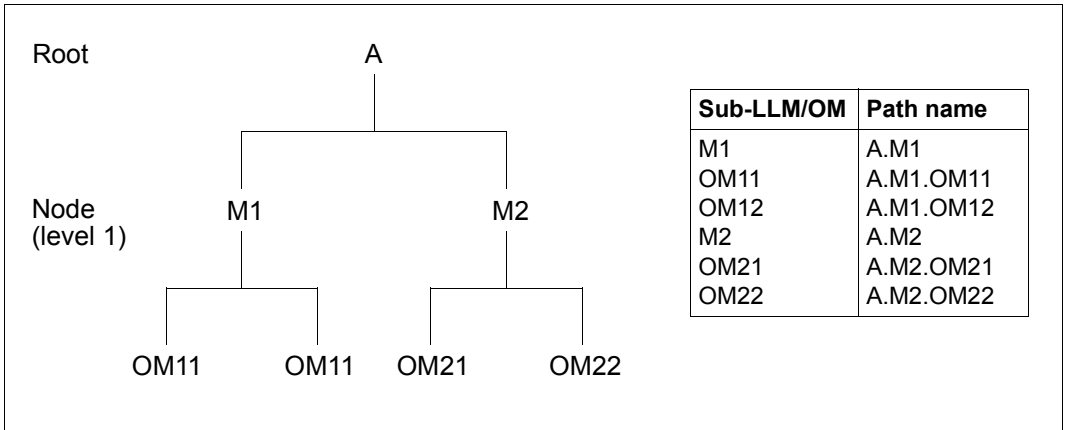 Root
A
Node
(level 1)
M1
M2
OM11
OM11
OM21
OM22
Sub-LLM/OM Path name
M1 A.M1
OM11 A.M1.OM11
OM12 A.M1.OM12
M2 A.M2
OM21 A.M2.OM21
OM22 A.M2.OM22